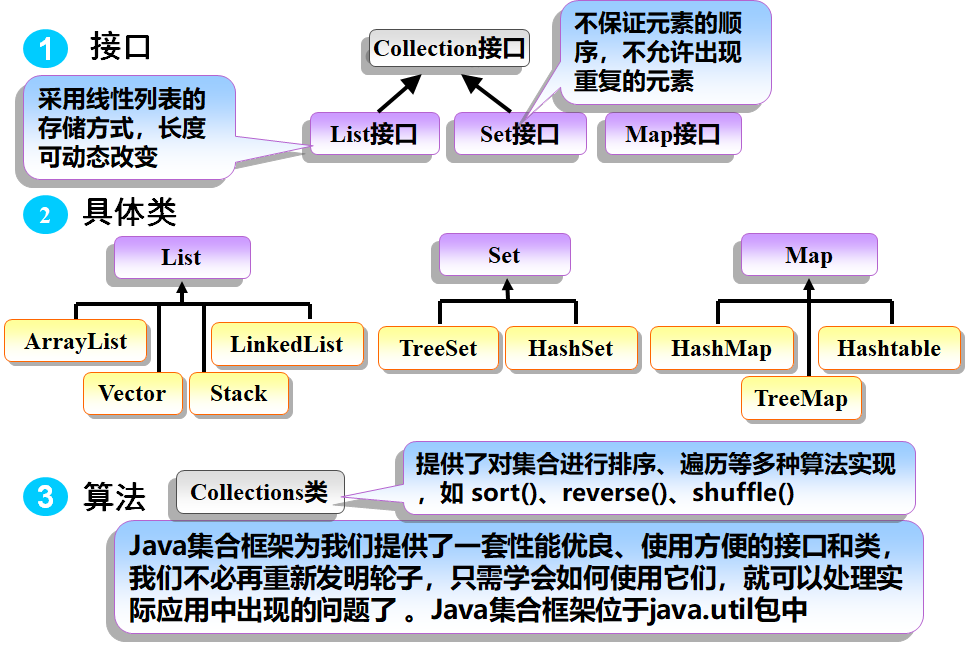 1 接口
Collection接口
不保证元素的顺
序，不允许出现
重复的元素
采用线性列表的
存储方式，长度
可动态改变
List接口
Set接口
Map接口
2 具体类
List
Set
Map
ArrayList
LinkedList
Vector
Stack
TreeSet
HashSet
HashMap
Hashtable
TreeMap
3 算法
Collections类
提供了对集合进行排序、遍历等多种算法实现
，如 sort()、reverse()、shuffle()
Java集合框架为我们提供了一套性能优良、使用方便的接口和类，
我们不必再重新发明轮子，只需学会如何使用它们，就可以处理实
际应用中出现的问题了 。Java集合框架位于java.util包中